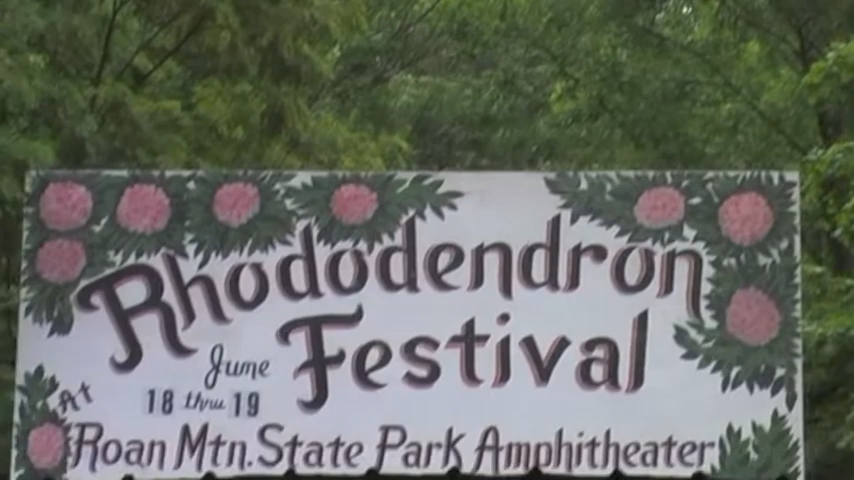 Rhododendron
Festival
June
18 thru 19
At
Roan Mtn. State Park Amphitheater